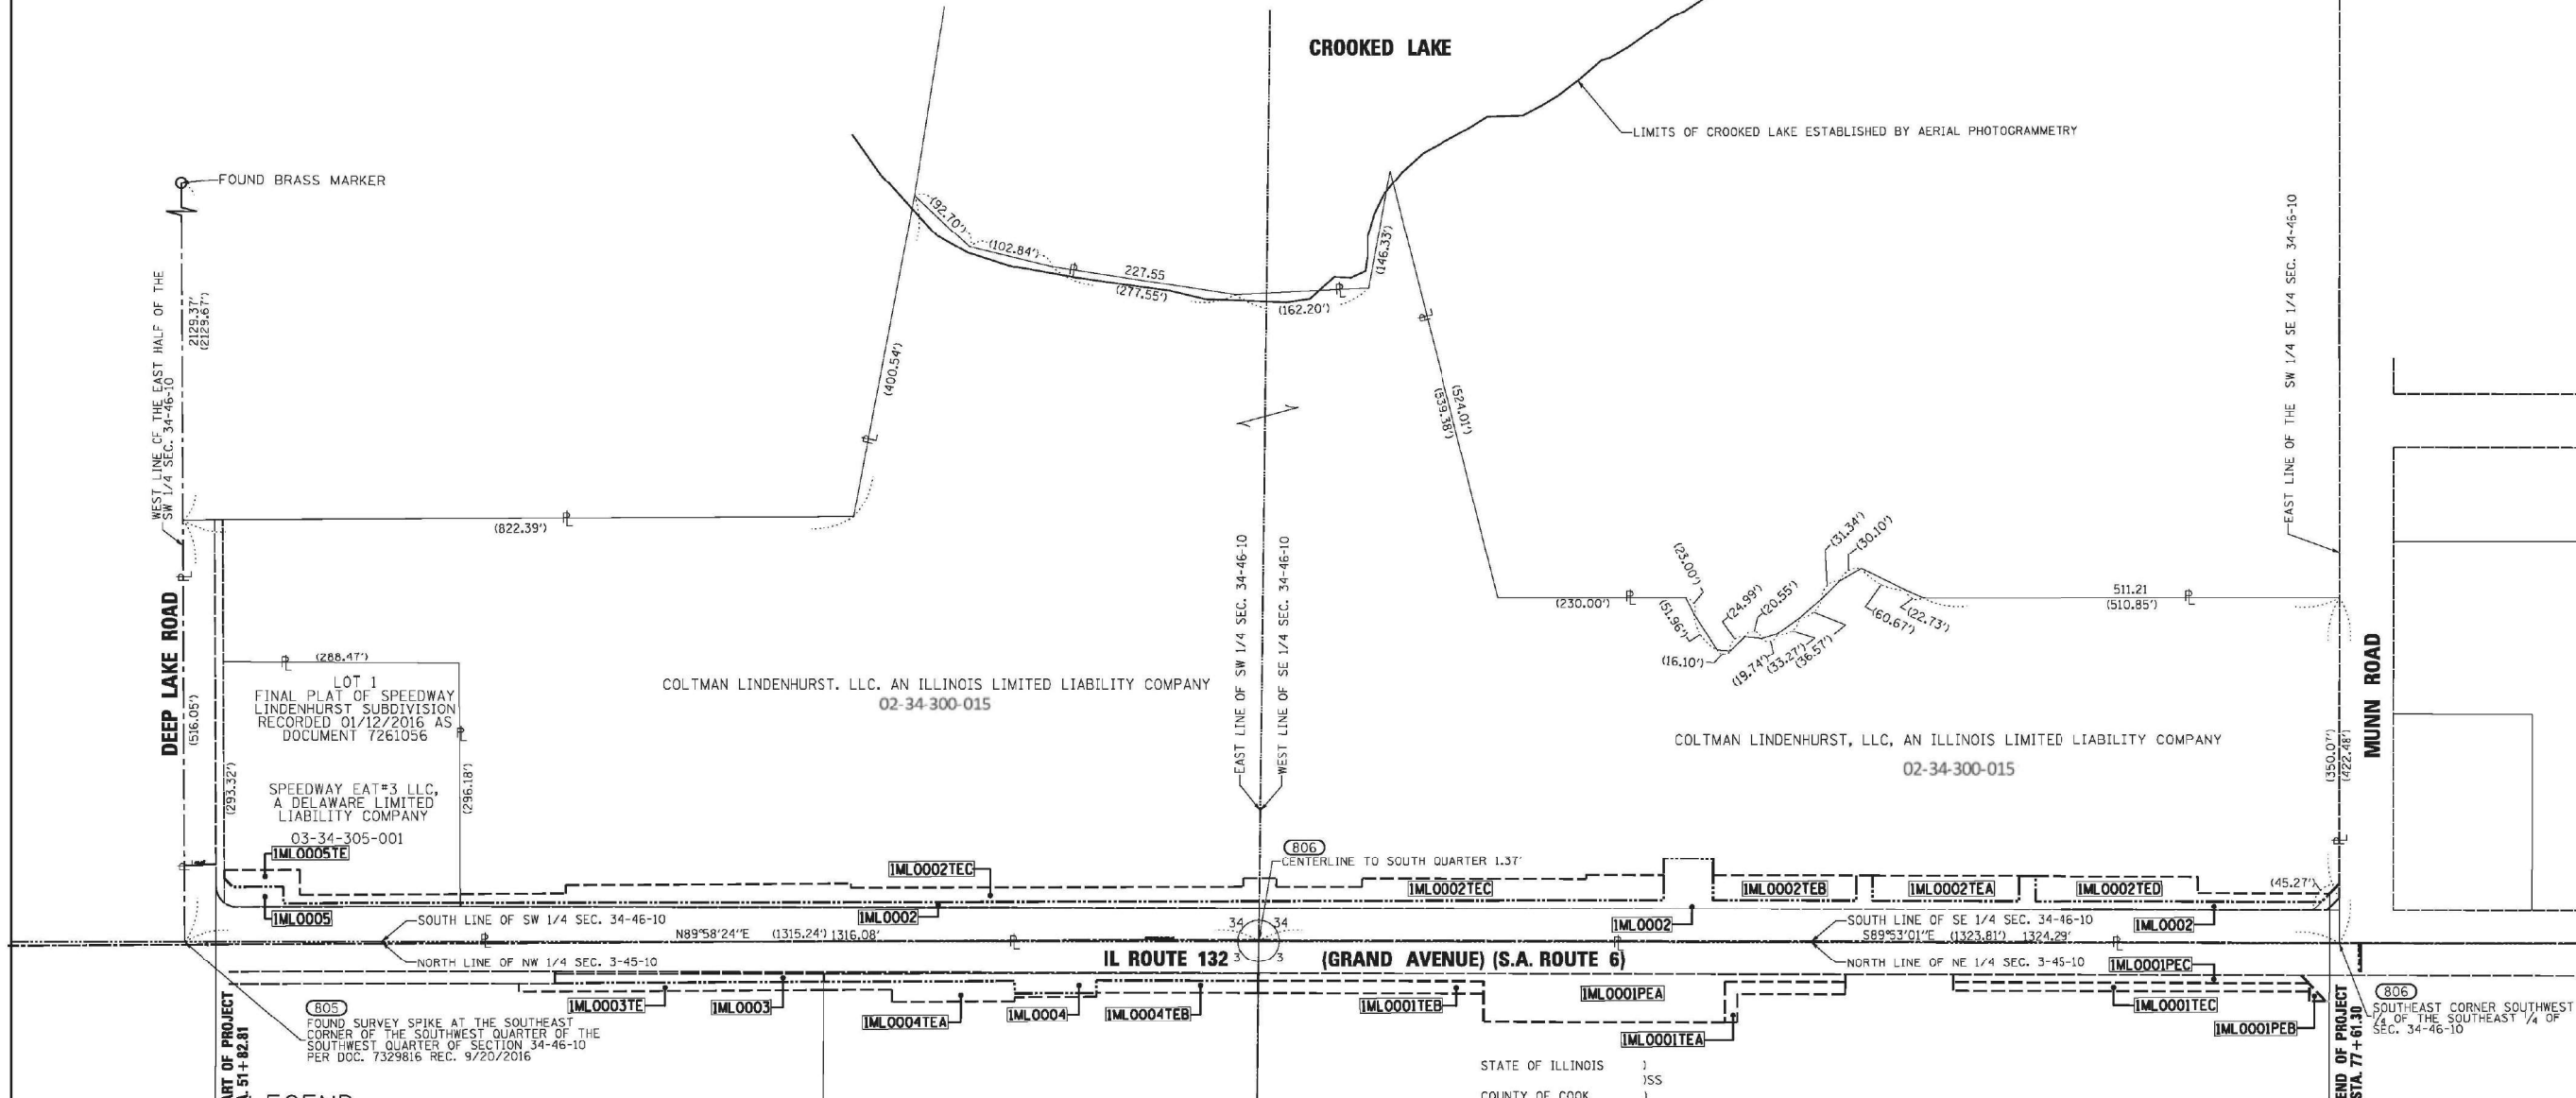 CROOKED LAKE
LIMITS OF CROOKED LAKE ESTABLISHED BY AERIAL PHOTOGRAMMETRY
FOUND BRASS MARKER
WEST LINE OF THE EAST HALF OF THE
SW 1/4 SEC. 34-46-10
2129.37'
(2129.67')
(92.70')
(102.84')
227.55
(277.55')
(162.20')
(146.33')
(400.54')
(524.01')
(539.38')
EAST LINE OF THE SW 1/4 SE 1/4 SEC. 34-46-10
(822.39')
(230.00')
(23.00')
(51.96')
(16.10')
(24.99')
(20.55')
(19.74')
(33.27')
(36.57')
(31.34')
(30.10')
(60.67')
(22.73')
511.21
(510.85')
DEEP LAKE ROAD
(516.05')
(288.47')
LOT 1
FINAL PLAT OF SPEEDWAY
LINDENHURST SUBDIVISION
RECORDED 01/12/2016 AS
DOCUMENT 7261056
(293.32')
(296.18')
SPEEDWAY EAT#3 LLC,
A DELAWARE LIMITED
LIABILITY COMPANY
03-34-305-001
COLTMAN LINDENHURST. LLC. AN ILLINOIS LIMITED LIABILITY COMPANY
02-34-300-015
EAST LINE OF SW 1/4 SEC. 34-46-10
WEST LINE OF SE 1/4 SEC. 34-46-10
COLTMAN LINDENHURST, LLC, AN ILLINOIS LIMITED LIABILITY COMPANY
02-34-300-015
(350.07')
(422.48')
MUNN ROAD
1ML0005TE
1ML0005
1ML0002TEC
1ML0002
806
CENTERLINE TO SOUTH QUARTER 1.37'
1ML0002TEC
1ML0002
1ML0002TEB
1ML0002TEA
1ML0002TED
1ML0002
(45.27')
SOUTH LINE OF SW 1/4 SEC. 34-46-10
N89°58'24"E (1315.24') 1316.08'
NORTH LINE OF NW 1/4 SEC. 3-45-10
34 34
3 3
SOUTH LINE OF SE 1/4 SEC. 34-46-10
S89°53'01"E (1323.81') 1324.29'
NORTH LINE OF NE 1/4 SEC. 3-45-10
IL ROUTE 132 (GRAND AVENUE) (S.A. ROUTE 6)
1ML0003TE
1ML0003
1ML0004TEA
1ML0004
1ML0004TEB
1ML0001TEB
1ML0001PEA
1ML0001TEA
1ML0001PEC
1ML0001TEC
1ML0001PEB
805
FOUND SURVEY SPIKE AT THE SOUTHEAST
CORNER OF THE SOUTHWEST QUARTER OF THE
SOUTHWEST QUARTER OF SECTION 34-46-10
PER DOC. 7329816 REC. 9/20/2016
806
SOUTHEAST CORNER SOUTHWEST
1/4 OF THE SOUTHEAST 1/4 OF
SEC. 34-46-10
ART OF PROJECT
A. 51+82.81
END OF PROJECT
STA. 77+61.30
STATE OF ILLINOIS )
)SS
COUNTY OF COOK )